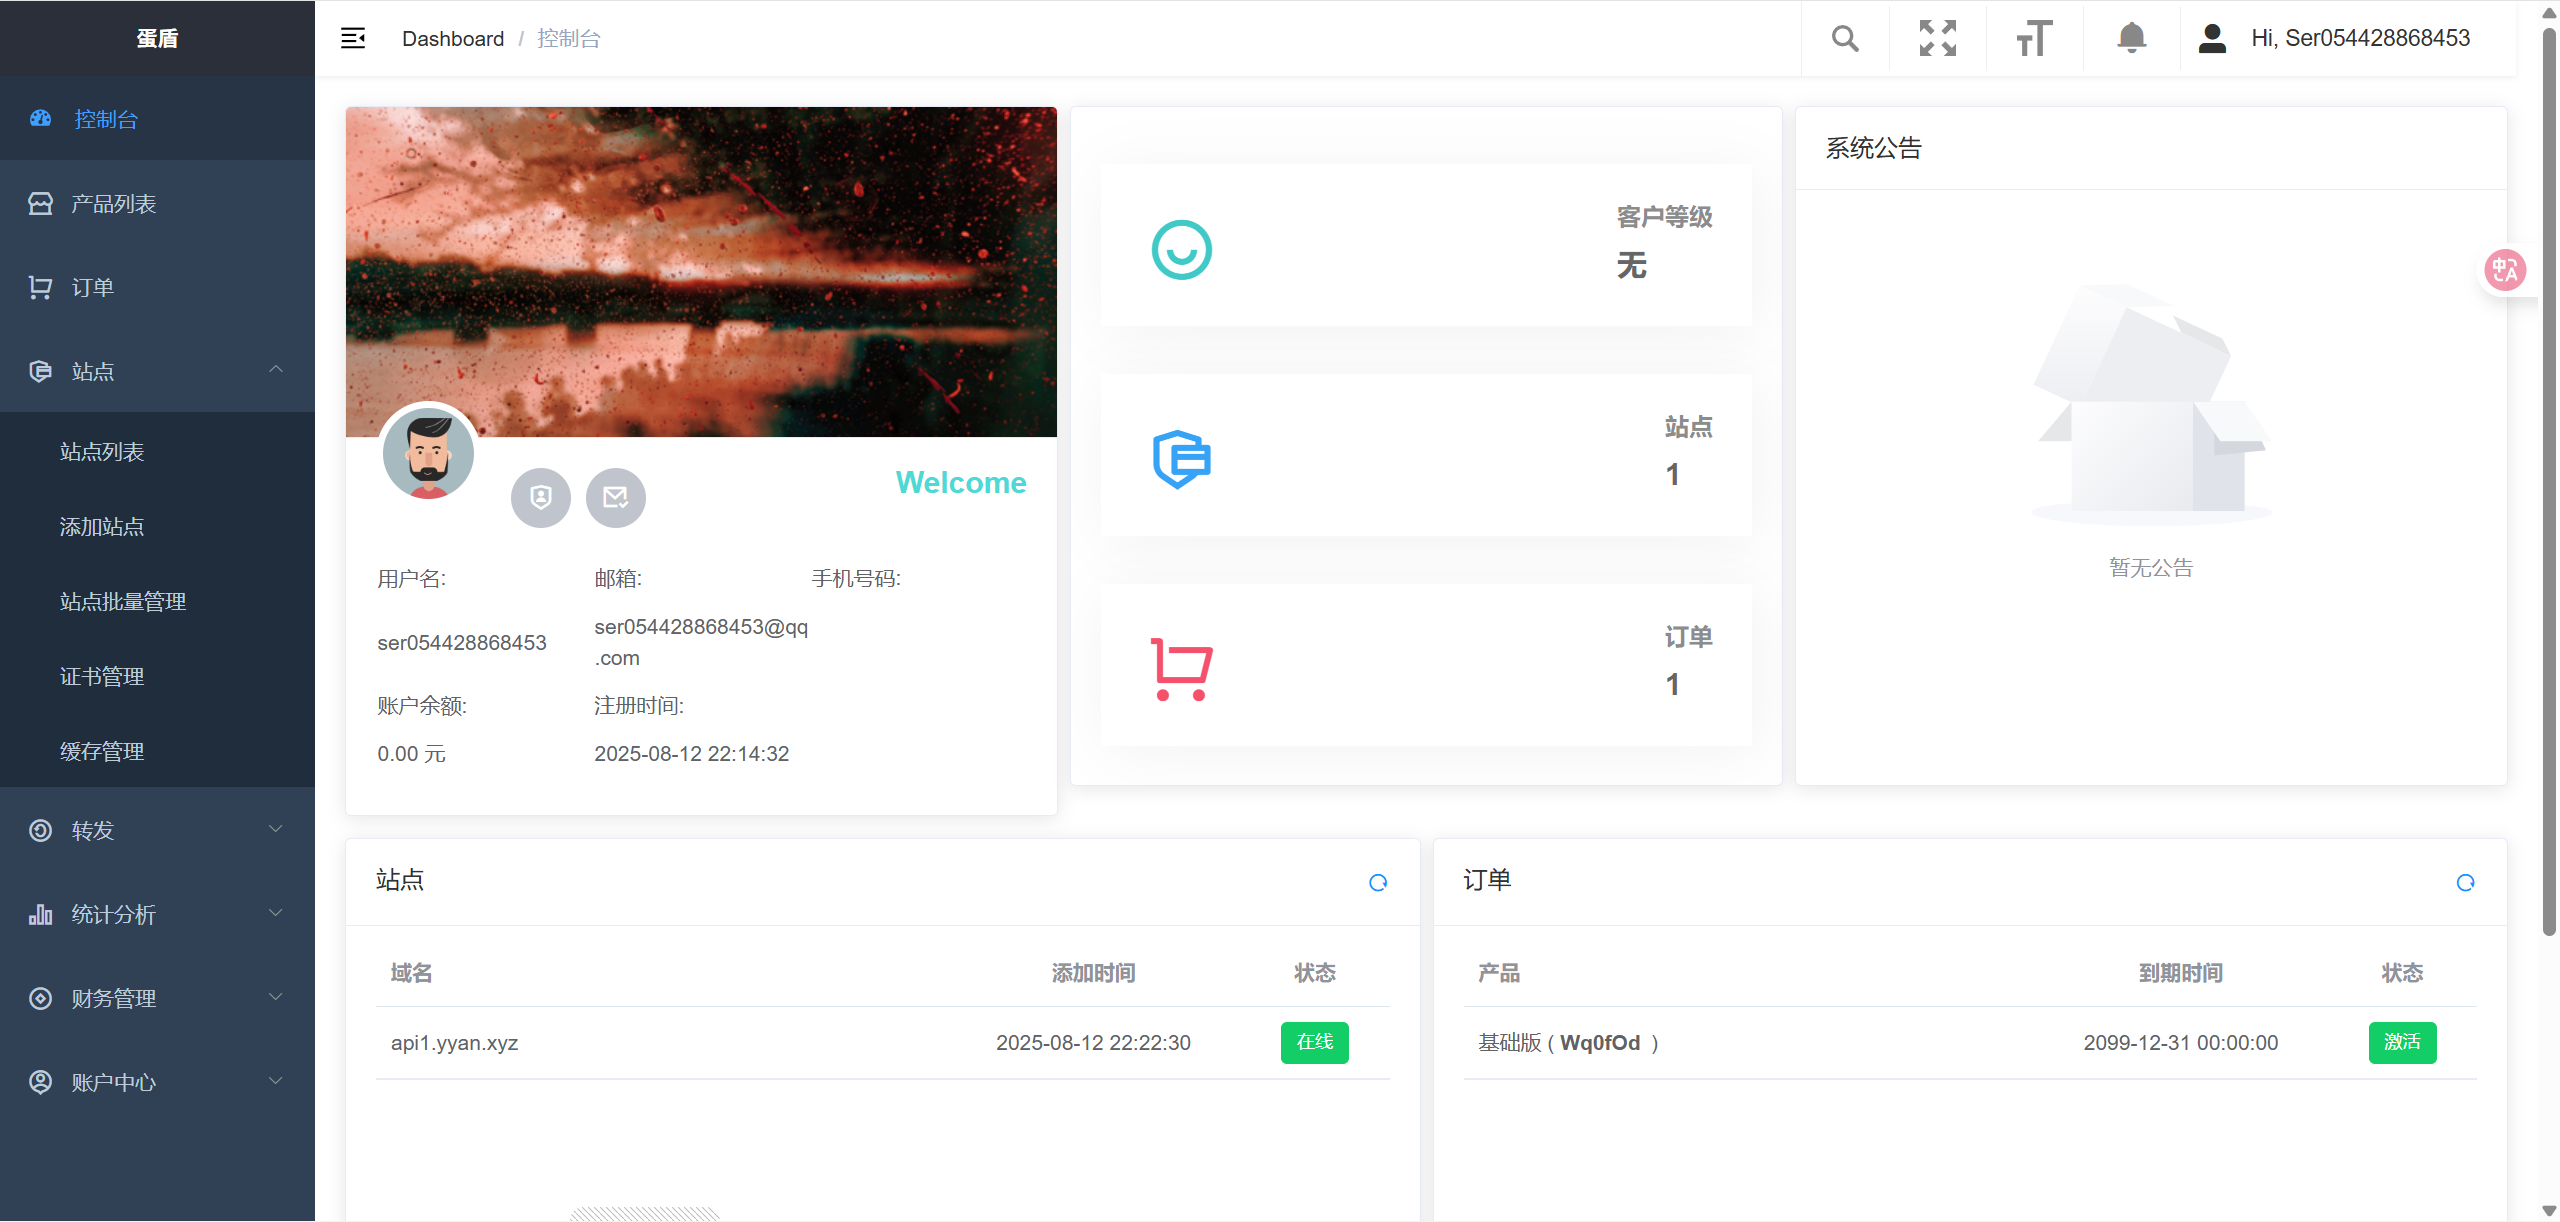 蛋盾
控制台
产品列表
订单
站点
站点列表
添加站点
站点批量管理
证书管理
缓存管理
转发
统计分析
财务管理
账户中心
Dashboard / 控制台
Hi, Ser054428868453
Welcome
用户名:
邮箱:
手机号码:
ser054428868453
ser054428868453@qq
.com
账户余额:
注册时间:
0.00 元
2025-08-12 22:14:32
客户等级
无
站点
1
订单
1
系统公告
暂无公告
中A
站点
域名 添加时间 状态
api1.yyan.xyz 2025-08-12 22:22:30 在线
订单
产品 到期时间 状态
基础版 ( Wq0fOd ) 2099-12-31 00:00:00 激活